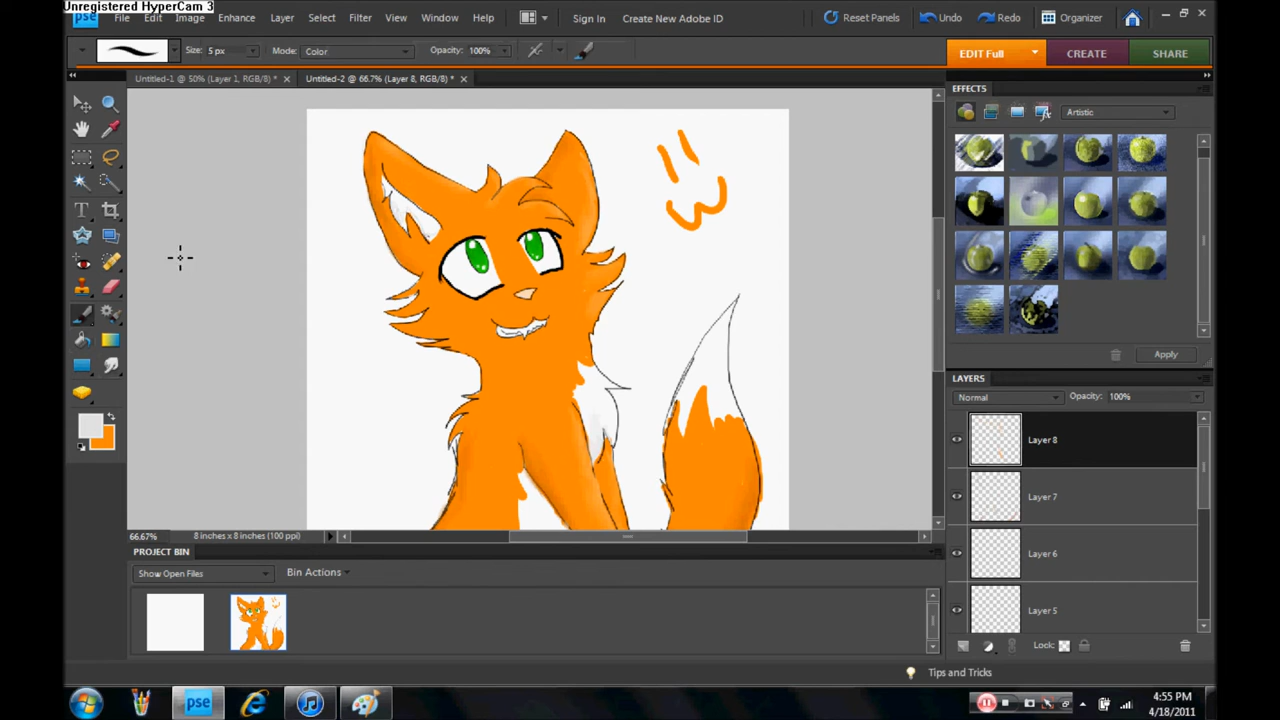 Unregistered HyperCam 3
pse File Edit Image Enhance Layer Select Filter View Window Help Sign In Create New Adobe ID Reset Panels Undo Redo Organizer
Size: 5 px Mode: Color Opacity: 100% EDIT Full CREATE SHARE
Untitled-1 @ 50% (Layer 1, RGB/8) * × Untitled-2 @ 66.7% (Layer 8, RGB/8) * ×
EFFECTS
Artistic
Apply
LAYERS
Normal Opacity: 100%
Layer 8
Layer 7
Layer 6
Layer 5
Lock:
66.67% 8 inches x 8 inches (100 ppi)
PROJECT BIN
Show Open Files Bin Actions
Tips and Tricks
pse
4:55 PM
4/18/2011